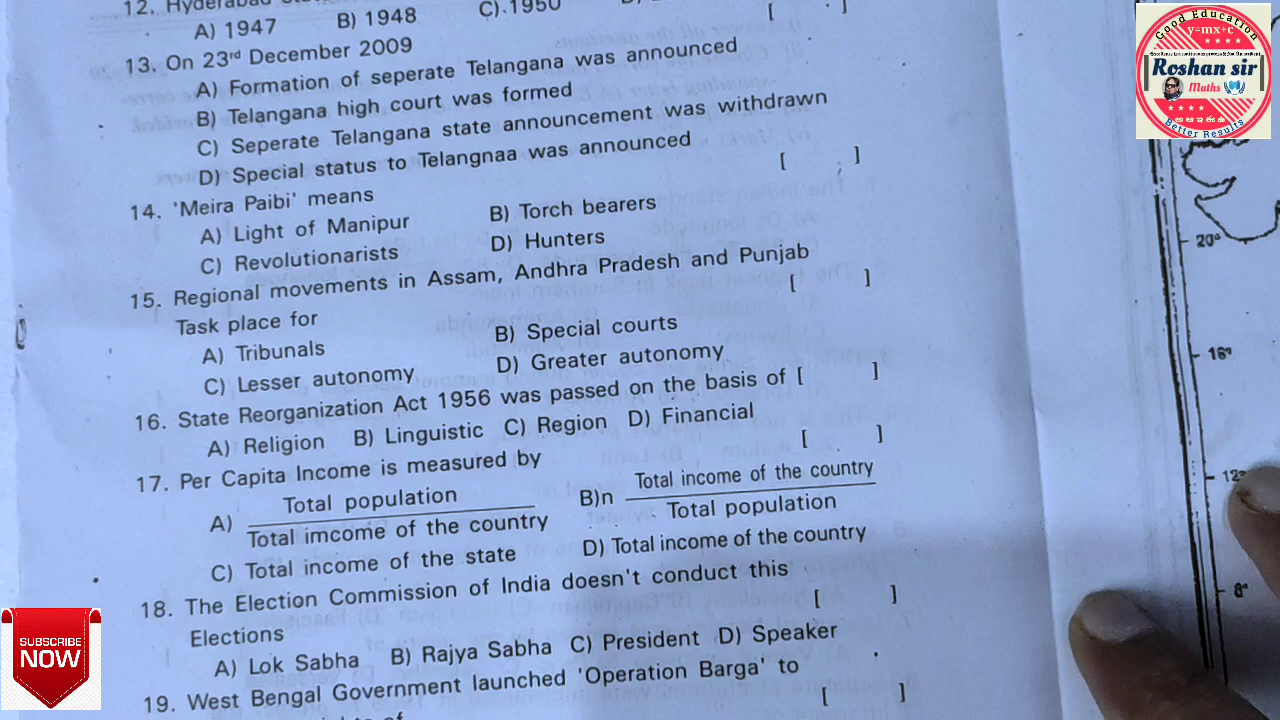 12. Hyderabad
A) 1947 B) 1948 C) 1950 [ ]
13. On 23rd December 2009
A) Formation of seperate Telangana was announced
B) Telangana high court was formed
C) Seperate Telangana state announcement was withdrawn
D) Special status to Telangnaa was announced
14. 'Meira Paibi' means [ ]
A) Light of Manipur B) Torch bearers
C) Revolutionarists D) Hunters
15. Regional movements in Assam, Andhra Pradesh and Punjab
Task place for [ ]
A) Tribunals B) Special courts
C) Lesser autonomy D) Greater autonomy
16. State Reorganization Act 1956 was passed on the basis of [ ]
A) Religion B) Linguistic C) Region D) Financial
17. Per Capita Income is measured by [ ]
A) Total population B)n Total income of the country
Total imcome of the country Total population
C) Total income of the state D) Total income of the country
18. The Election Commission of India doesn't conduct this
Elections [ ]
A) Lok Sabha B) Rajya Sabha C) President D) Speaker
19. West Bengal Government launched 'Operation Barga' to
of [ ]
20°
16°
12°
8°
Good Education
y=mx+c
Roshan sir
Maths
అ ఆ ఇ ఈ ఉ
Better Results
SUBSCRIBE
NOW